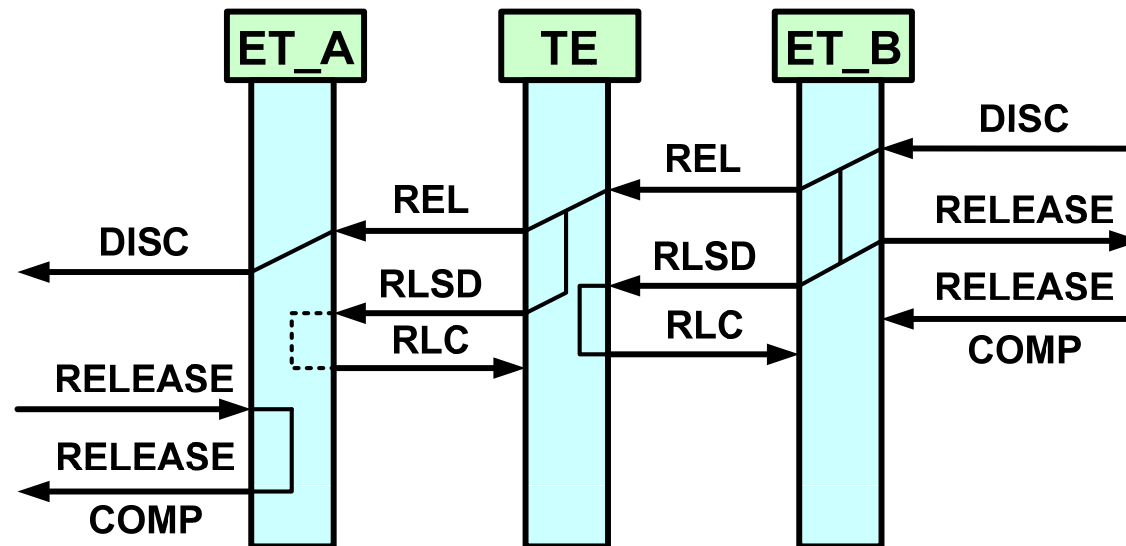 ET_A
TE
ET_B
DISC
REL
RELEASE
REL
DISC
RLSD
RLSD
RELEASE
COMP
RLC
RLC
RELEASE
RELEASE
COMP